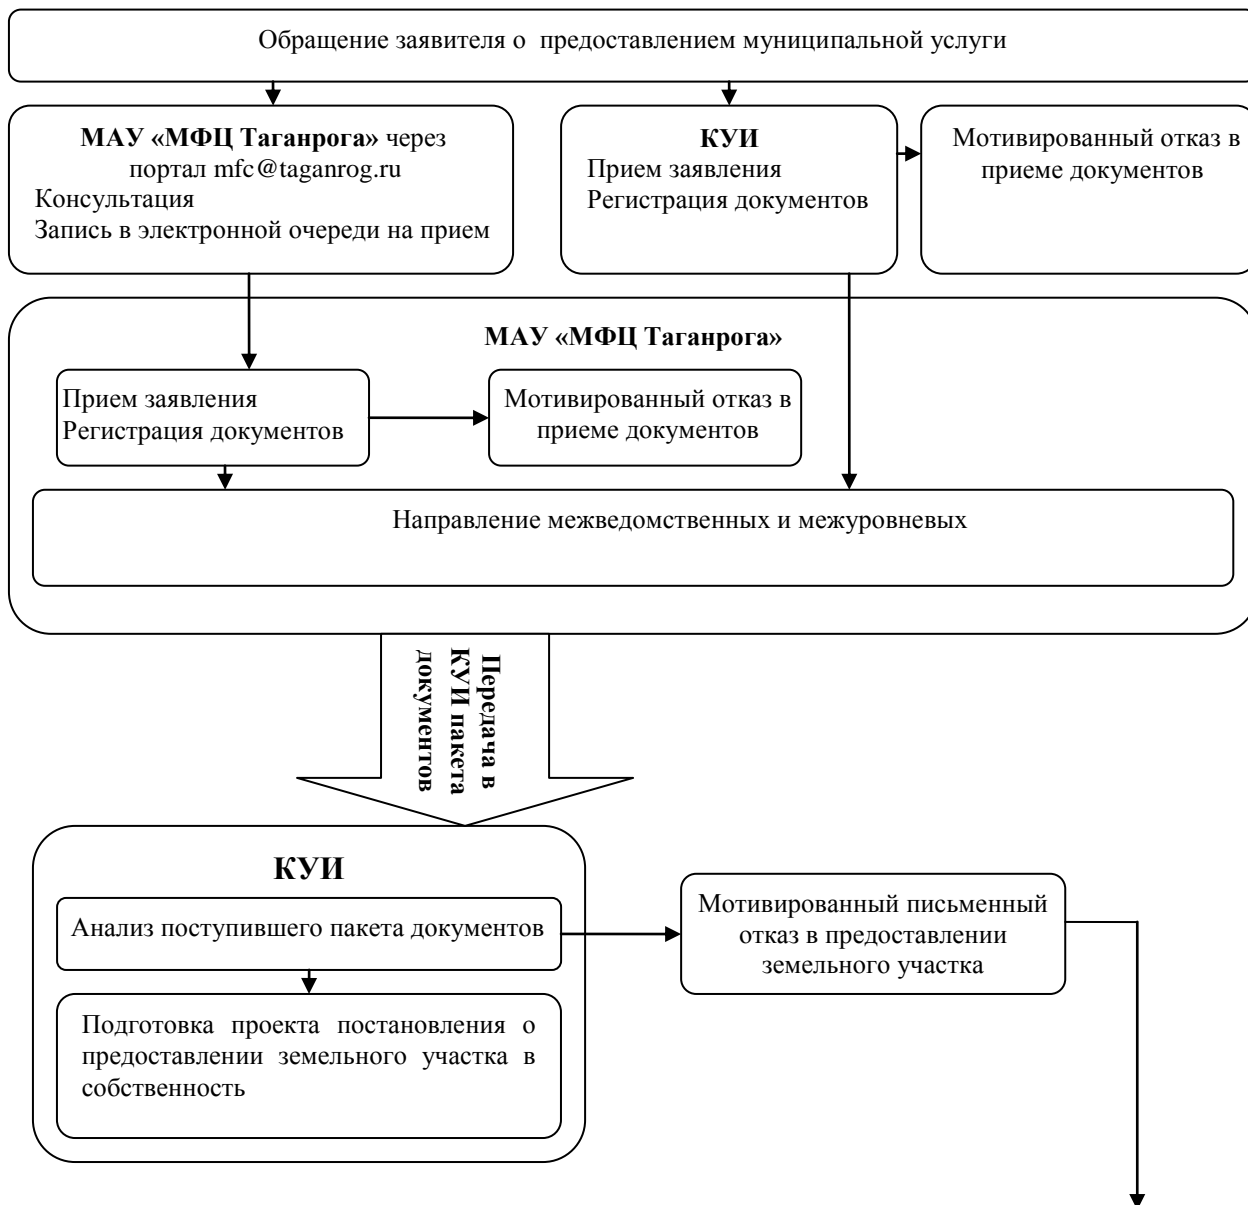 Обращение заявителя о предоставлением муниципальной услуги
МАУ «МФЦ Таганрога» через
портал mfc@taganrog.ru
Консультация
Запись в электронной очереди на прием
КУИ
Прием заявления
Регистрация документов
Мотивированный отказ в
приеме документов
МАУ «МФЦ Таганрога»
Прием заявления
Регистрация документов
Мотивированный отказ в
приеме документов
Направление межведомственных и межуровневых
Передача в
КУИ пакета
документов
КУИ
Анализ поступившего пакета документов
Мотивированный письменный
отказ в предоставлении
земельного участка
Подготовка проекта постановления о
предоставлении земельного участка в
собственность